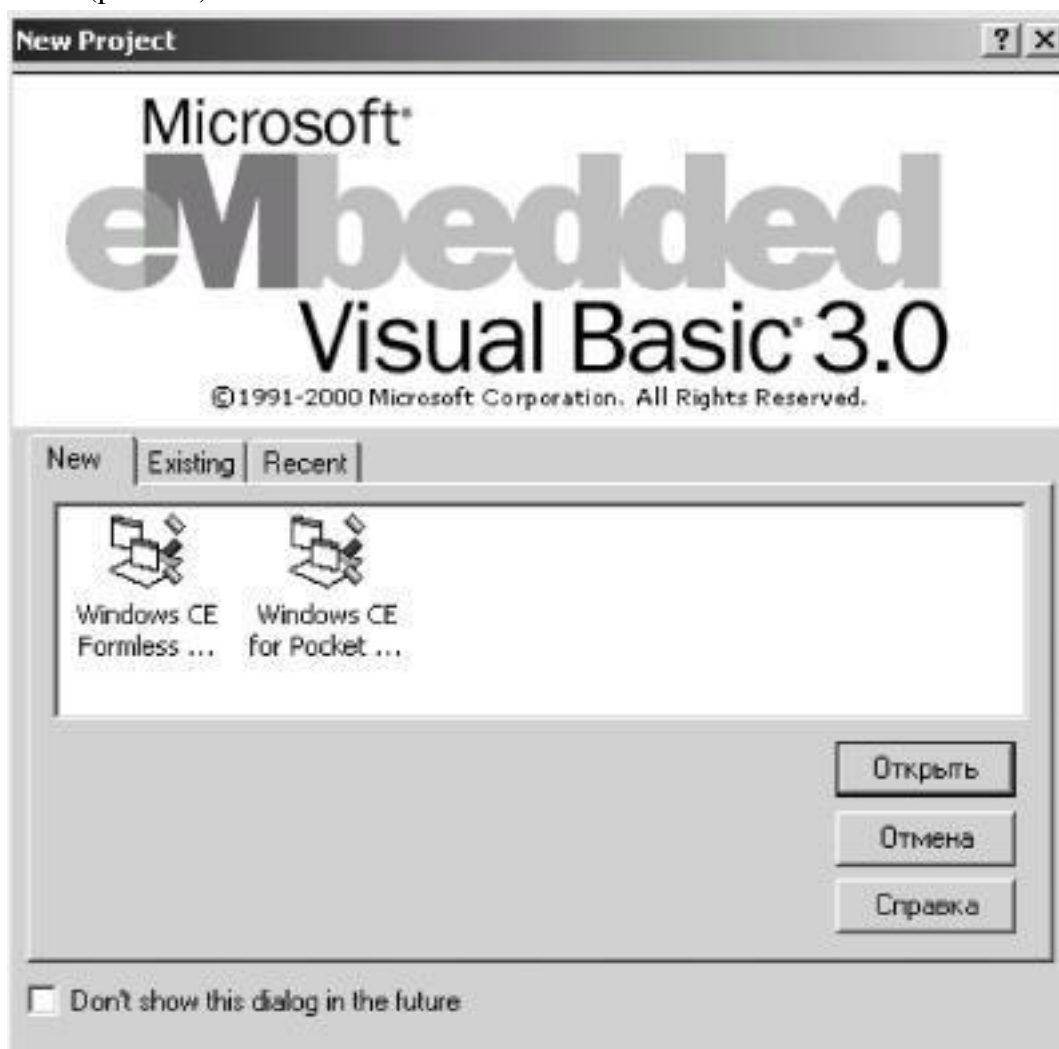 New Project
Microsoft
eMbedded
Visual Basic 3.0
©1991-2000 Microsoft Corporation. All Rights Reserved.
New Existing Recent
Windows CE Formless ...
Windows CE for Pocket ...
Открыть
Отмена
Справка
Don't show this dialog in the future